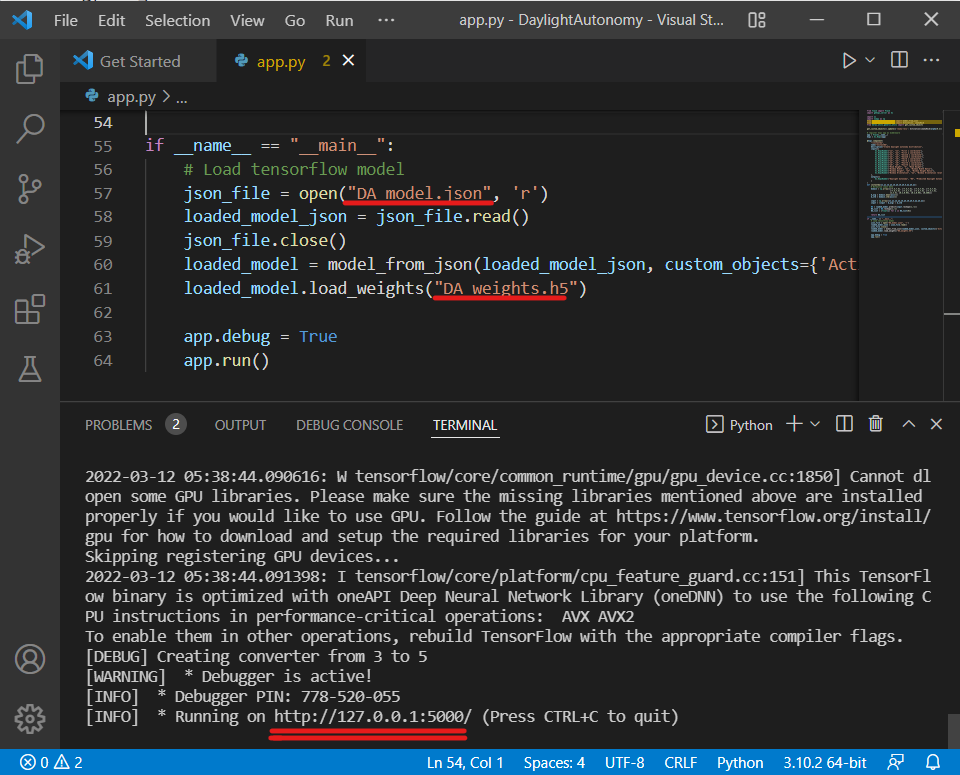 File Edit Selection View Go Run ··· app.py - DaylightAutonomy - Visual St...
Get Started app.py 2
app.py > ...
54
55 if __name__ == "__main__":
56 # Load tensorflow model
57 json_file = open("DA_model.json", 'r')
58 loaded_model_json = json_file.read()
59 json_file.close()
60 loaded_model = model_from_json(loaded_model_json, custom_objects={'Act
61 loaded_model.load_weights("DA_weights.h5")
62
63 app.debug = True
64 app.run()
PROBLEMS 2 OUTPUT DEBUG CONSOLE TERMINAL Python
2022-03-12 05:38:44.090616: W tensorflow/core/common_runtime/gpu/gpu_device.cc:1850] Cannot dl
open some GPU libraries. Please make sure the missing libraries mentioned above are installed
properly if you would like to use GPU. Follow the guide at https://www.tensorflow.org/install/
gpu for how to download and setup the required libraries for your platform.
Skipping registering GPU devices...
2022-03-12 05:38:44.091398: I tensorflow/core/platform/cpu_feature_guard.cc:151] This TensorFl
ow binary is optimized with oneAPI Deep Neural Network Library (oneDNN) to use the following C
PU instructions in performance-critical operations:  AVX AVX2
To enable them in other operations, rebuild TensorFlow with the appropriate compiler flags.
[DEBUG] Creating converter from 3 to 5
[WARNING]  * Debugger is active!
[INFO]  * Debugger PIN: 778-520-055
[INFO]  * Running on http://127.0.0.1:5000/ (Press CTRL+C to quit)
0 2 Ln 54, Col 1 Spaces: 4 UTF-8 CRLF Python 3.10.2 64-bit